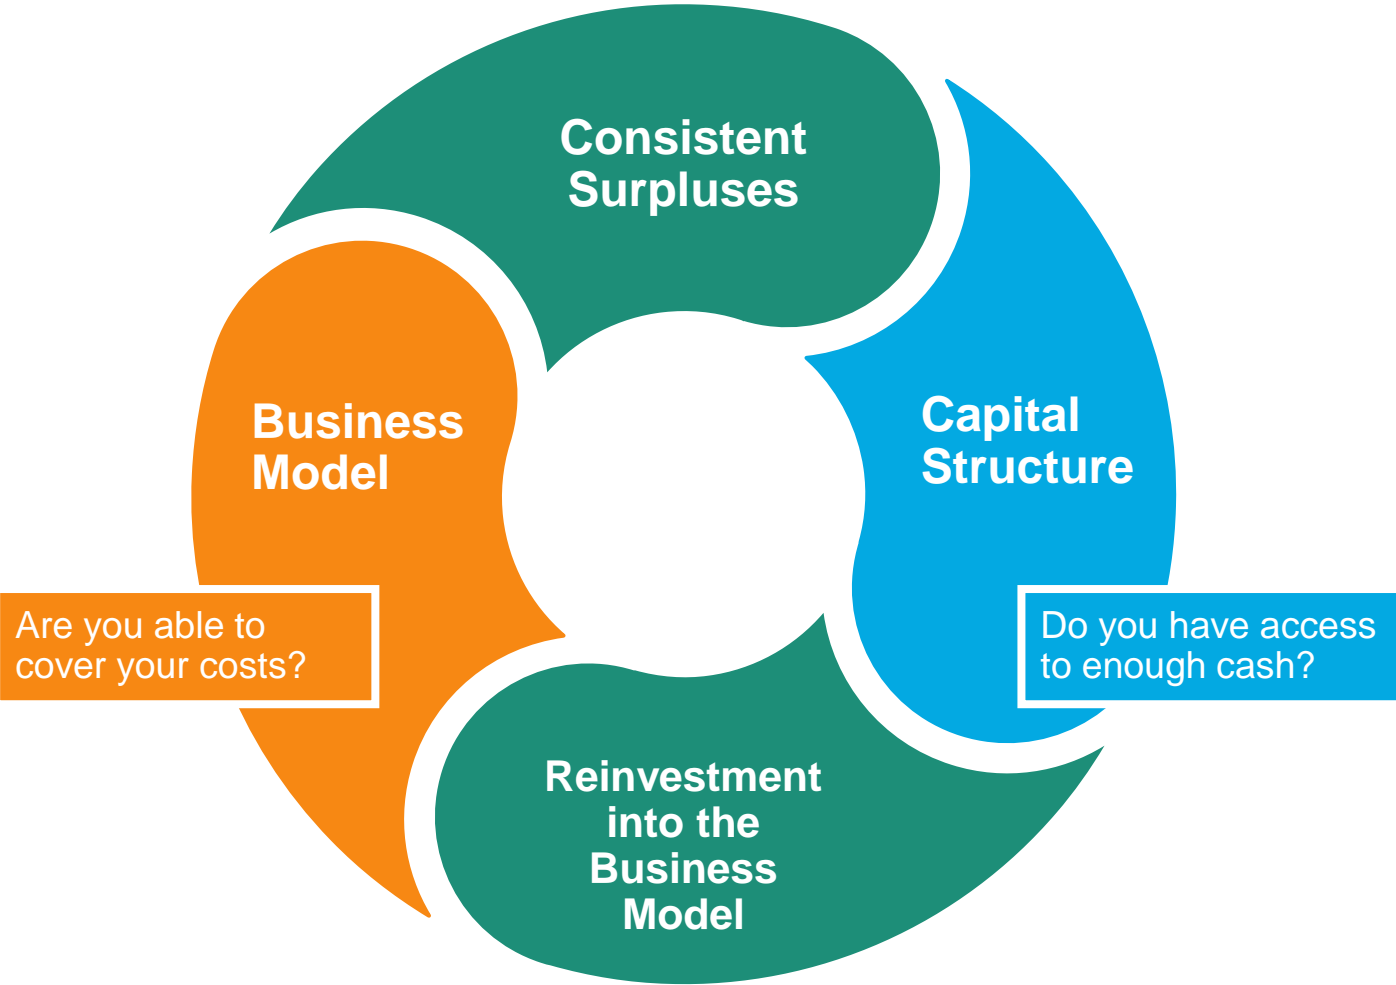 Consistent
Surpluses
Business
Model
Capital
Structure
Are you able to
cover your costs?
Do you have access
to enough cash?
Reinvestment
into the
Business
Model